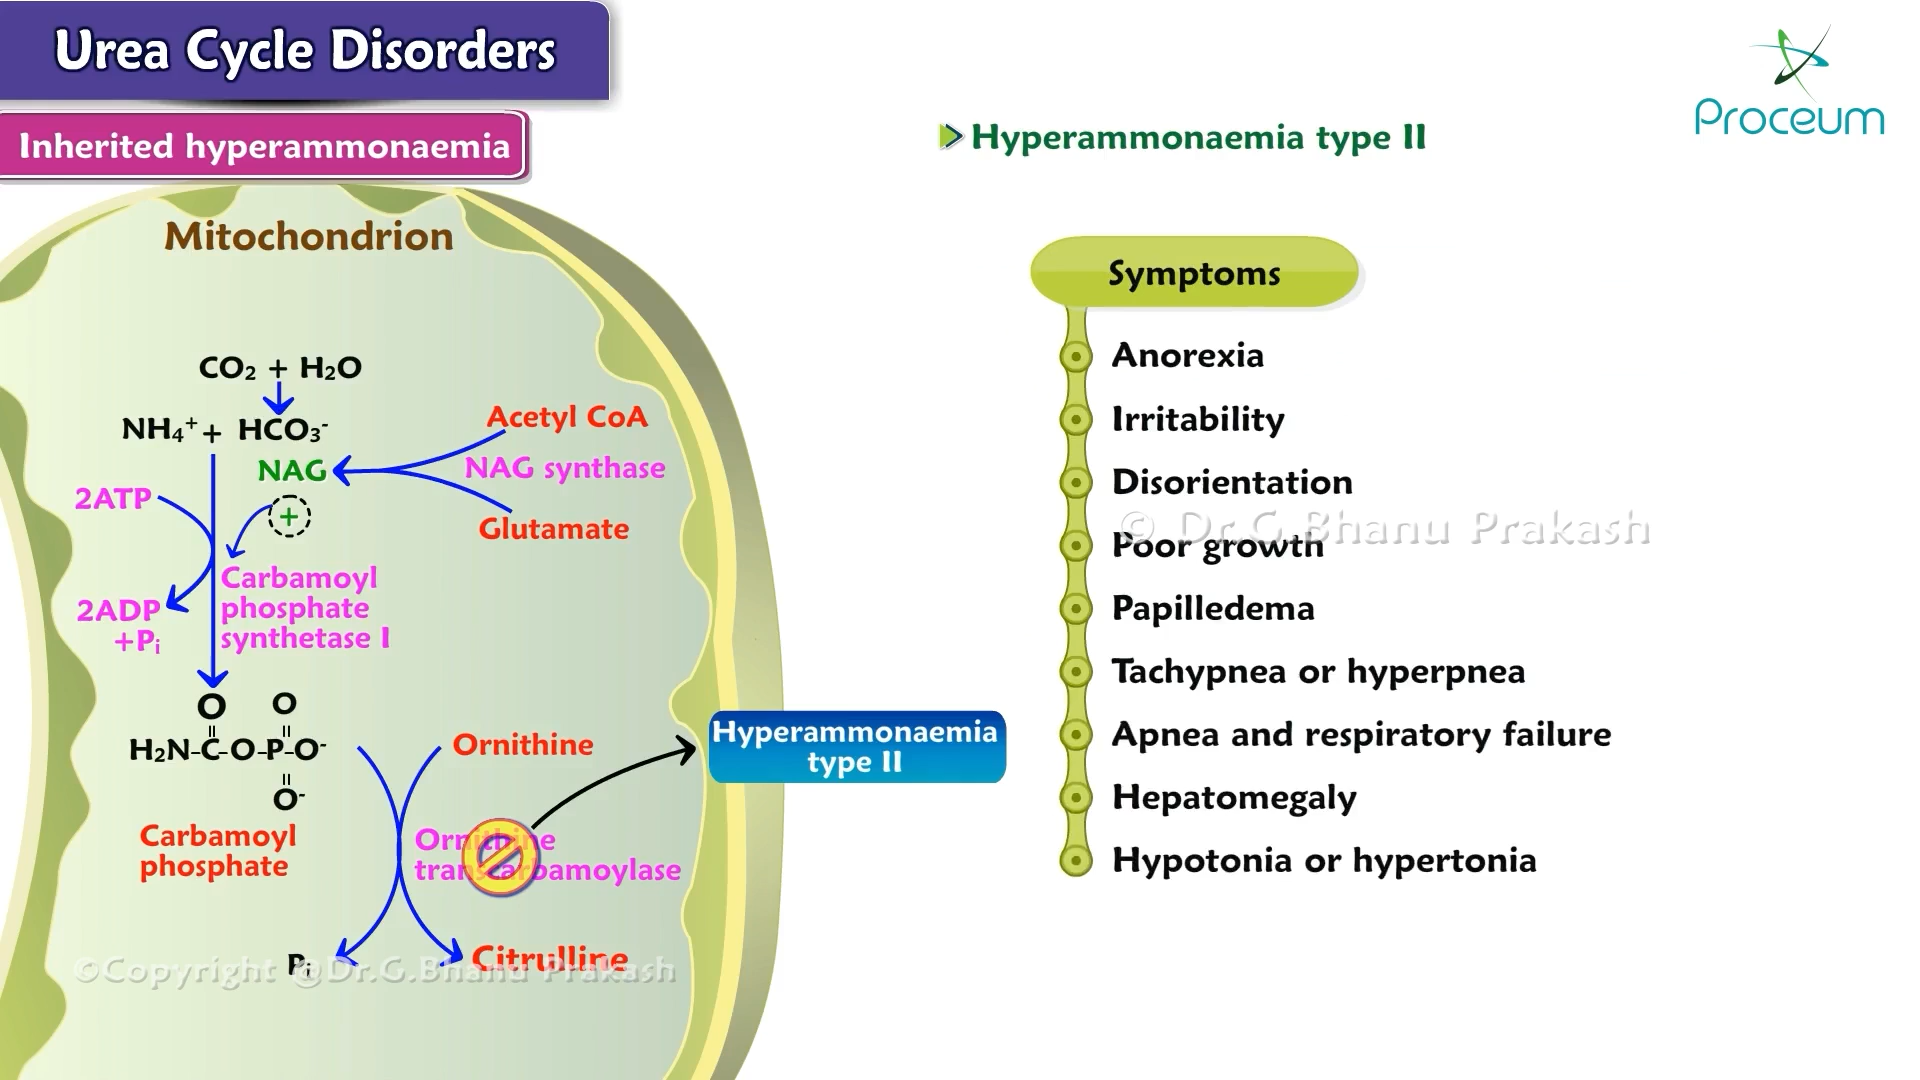 Urea Cycle Disorders
Proceum
Inherited hyperammonaemia
Hyperammonaemia type II
Mitochondrion
CO₂ + H₂O
NH₄⁺ + HCO₃⁻
NAG
Acetyl CoA
NAG synthase
Glutamate
2ATP
+
2ADP
+Pᵢ
Carbamoyl
phosphate
synthetase I
O O
H₂N-C-O-P-O⁻
O⁻
Carbamoyl
phosphate
Ornithine
Ornithine
transcarbamoylase
Pᵢ
Citrulline
©Copyright @Dr.G.Bhanu Prakash
Hyperammonaemia
type II
Symptoms
Anorexia
Irritability
Disorientation
© Dr.G.Bhanu Prakash
Poor growth
Papilledema
Tachypnea or hyperpnea
Apnea and respiratory failure
Hepatomegaly
Hypotonia or hypertonia